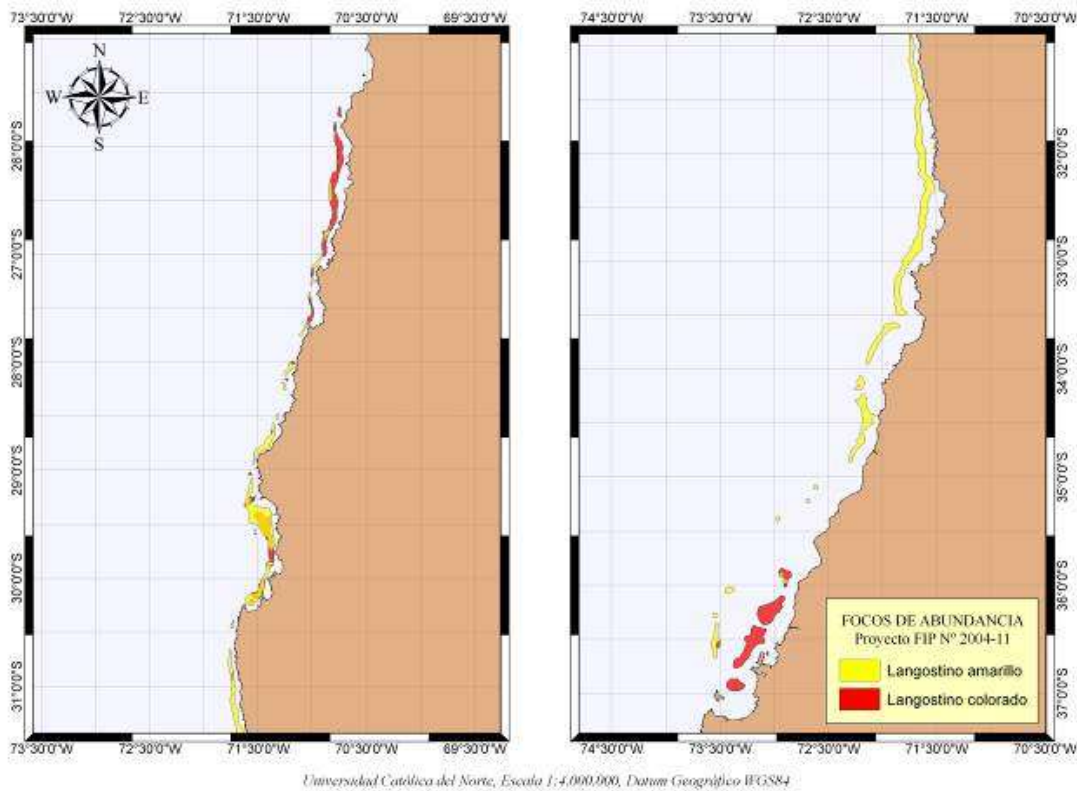 73°30'0"W 72°30'0"W 71°30'0"W 70°30'0"W 69°30'0"W
74°30'0"W 73°30'0"W 72°30'0"W 71°30'0"W 70°30'0"W
N
W E
S
26°0'0"S
27°0'0"S
28°0'0"S
29°0'0"S
30°0'0"S
31°0'0"S
32°0'0"S
33°0'0"S
34°0'0"S
35°0'0"S
36°0'0"S
37°0'0"S
FOCOS DE ABUNDANCIA
Proyecto FIP Nº 2004-11
Langostino amarillo
Langostino colorado
73°30'0"W 72°30'0"W 71°30'0"W 70°30'0"W 69°30'0"W
74°30'0"W 73°30'0"W 72°30'0"W 71°30'0"W 70°30'0"W
Universidad Católica del Norte, Escala 1:4.000.000, Datum Geográfico WGS84